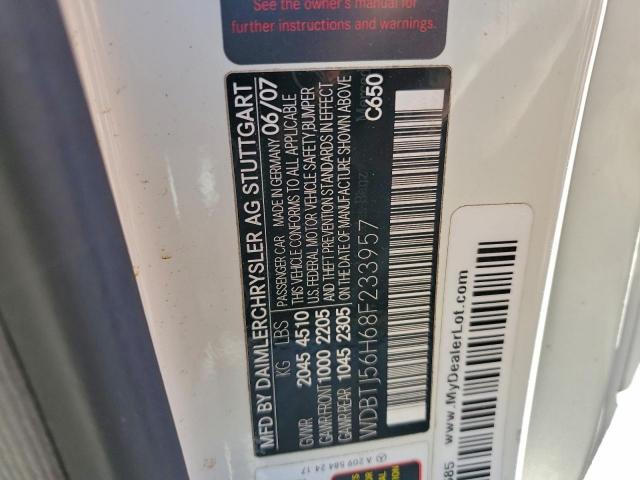 See the owner's manual for
further instructions and warnings.
MFD BY DAIMLERCHRYSLER AG STUTTGART
PASSENGER CAR MADE IN GERMANY 06/07
KG LBS THIS VEHICLE CONFORMS TO ALL APPLICABLE
GVWR 2045 4510 U.S. FEDERAL MOTOR VEHICLE SAFETY,BUMPER
GAWR FRONT 1000 2205 AND THEFT PREVENTION STANDARDS IN EFFECT
GAWR REAR 1045 2305 ON THE DATE OF MANUFACTURE SHOWN ABOVE
WDBTJ56H68F233957
C650
A 209 584 24 17
www.MyDealerLot.com